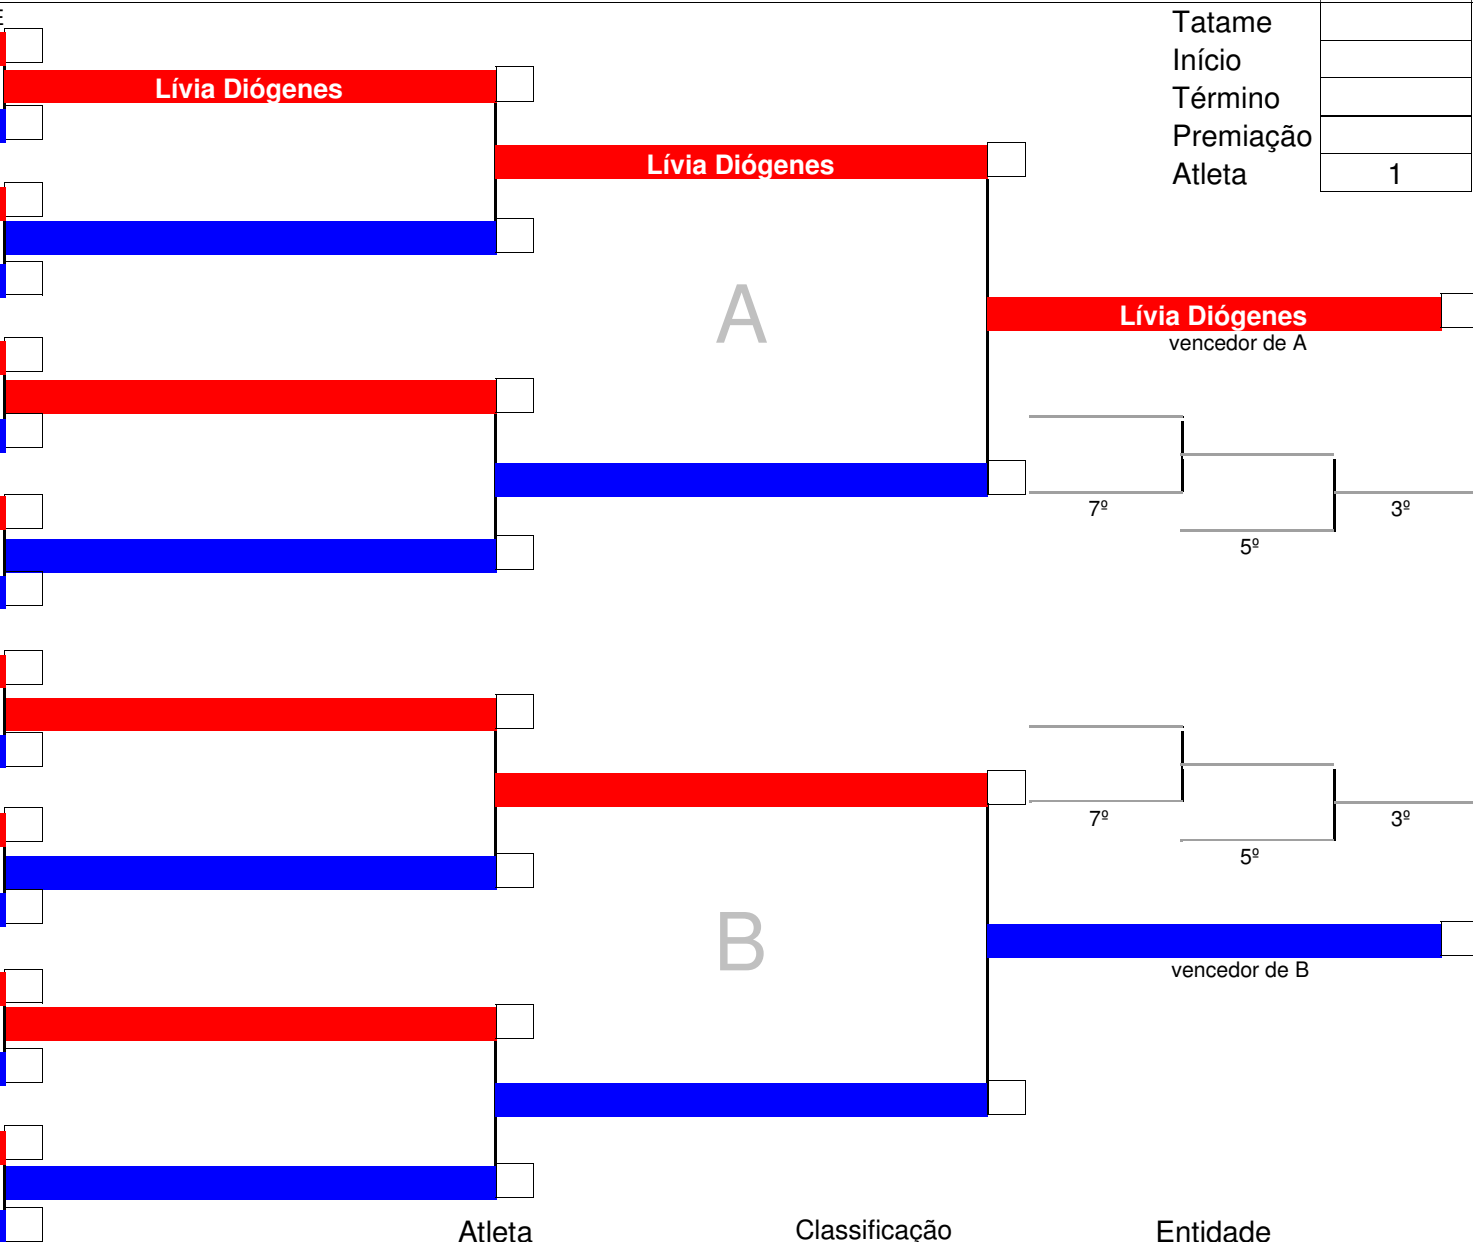 Tatame
Início
Término
Premiação
Atleta 1
Lívia Diógenes
Lívia Diógenes
A
Lívia Diógenes
vencedor de A
7º
3º
5º
7º
3º
5º
B
vencedor de B
Atleta Classificação Entidade